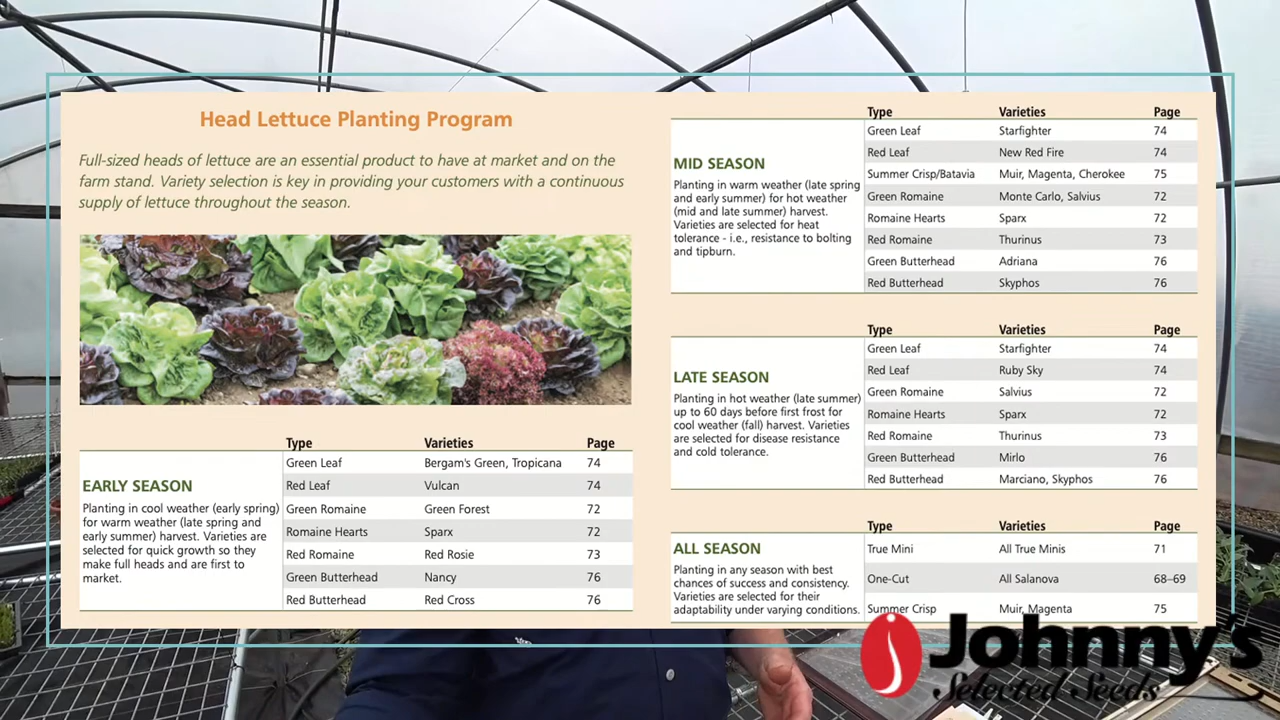 Head Lettuce Planting Program
Full-sized heads of lettuce are an essential product to have at market and on the
farm stand. Variety selection is key in providing your customers with a continuous
supply of lettuce throughout the season.
Type Varieties Page
EARLY SEASON
Planting in cool weather (early spring)
for warm weather (late spring and
early summer) harvest. Varieties are
selected for quick growth so they
make full heads and are first to
market.
Green Leaf Bergam's Green, Tropicana 74
Red Leaf Vulcan 74
Green Romaine Green Forest 72
Romaine Hearts Sparx 72
Red Romaine Red Rosie 73
Green Butterhead Nancy 76
Red Butterhead Red Cross 76
Type Varieties Page
MID SEASON
Planting in warm weather (late spring
and early summer) for hot weather
(mid and late summer) harvest.
Varieties are selected for heat
tolerance - i.e., resistance to bolting
and tipburn.
Green Leaf Starfighter 74
Red Leaf New Red Fire 74
Summer Crisp/Batavia Muir, Magenta, Cherokee 75
Green Romaine Monte Carlo, Salvius 72
Romaine Hearts Sparx 72
Red Romaine Thurinus 73
Green Butterhead Adriana 76
Red Butterhead Skyphos 76
Type Varieties Page
LATE SEASON
Planting in hot weather (late summer)
up to 60 days before first frost for
cool weather (fall) harvest. Varieties
are selected for disease resistance
and cold tolerance.
Green Leaf Starfighter 74
Red Leaf Ruby Sky 74
Green Romaine Salvius 72
Romaine Hearts Sparx 72
Red Romaine Thurinus 73
Green Butterhead Mirlo 76
Red Butterhead Marciano, Skyphos 76
Type Varieties Page
ALL SEASON
Planting in any season with best
chances of success and consistency.
Varieties are selected for their
adaptability under varying conditions.
True Mini All True Minis 71
One-Cut All Salanova 68–69
Summer Crisp Muir, Magenta 75
Johnny's
Selected Seeds